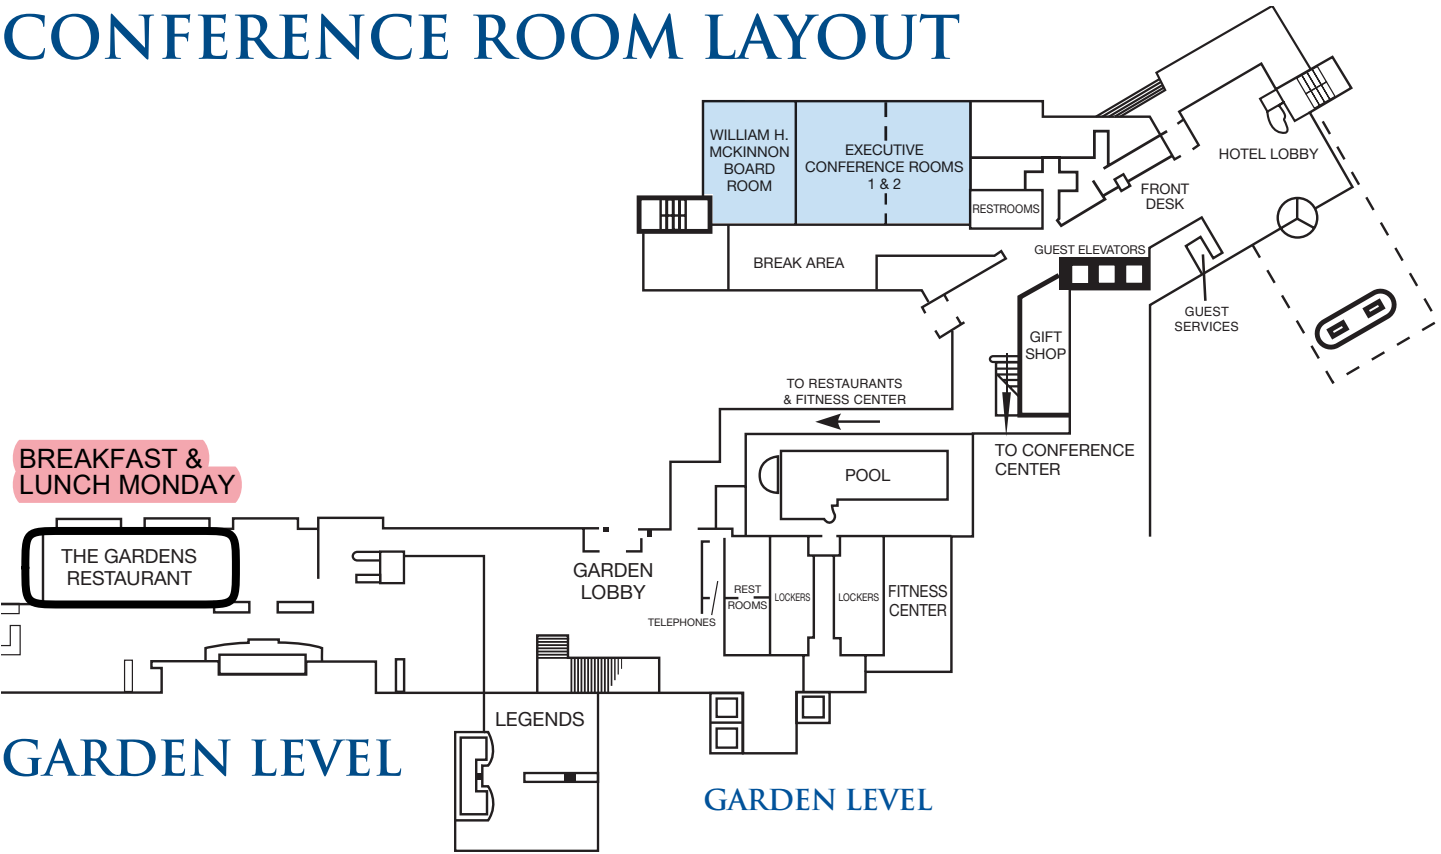 CONFERENCE ROOM LAYOUT
WILLIAM H.
MCKINNON
BOARD
ROOM
EXECUTIVE
CONFERENCE ROOMS
1 & 2
RESTROOMS
HOTEL LOBBY
FRONT
DESK
BREAK AREA
GUEST ELEVATORS
GUEST
SERVICES
GIFT
SHOP
TO RESTAURANTS
& FITNESS CENTER
TO CONFERENCE
CENTER
POOL
BREAKFAST &
LUNCH MONDAY
THE GARDENS
RESTAURANT
GARDEN
LOBBY
TELEPHONES
REST
ROOMS
LOCKERS
LOCKERS
FITNESS
CENTER
LEGENDS
GARDEN LEVEL
GARDEN LEVEL